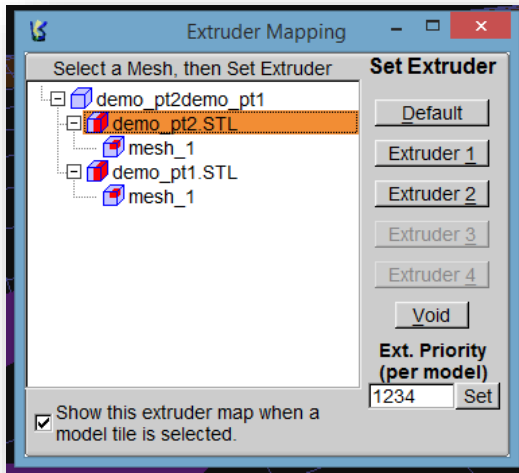 Extruder Mapping
Select a Mesh, then Set Extruder
demo_pt2demo_pt1
demo_pt2.STL
mesh_1
demo_pt1.STL
mesh_1
Show this extruder map when a
model tile is selected.
Set Extruder
Default
Extruder 1
Extruder 2
Extruder 3
Extruder 4
Void
Ext. Priority
(per model)
1234 Set